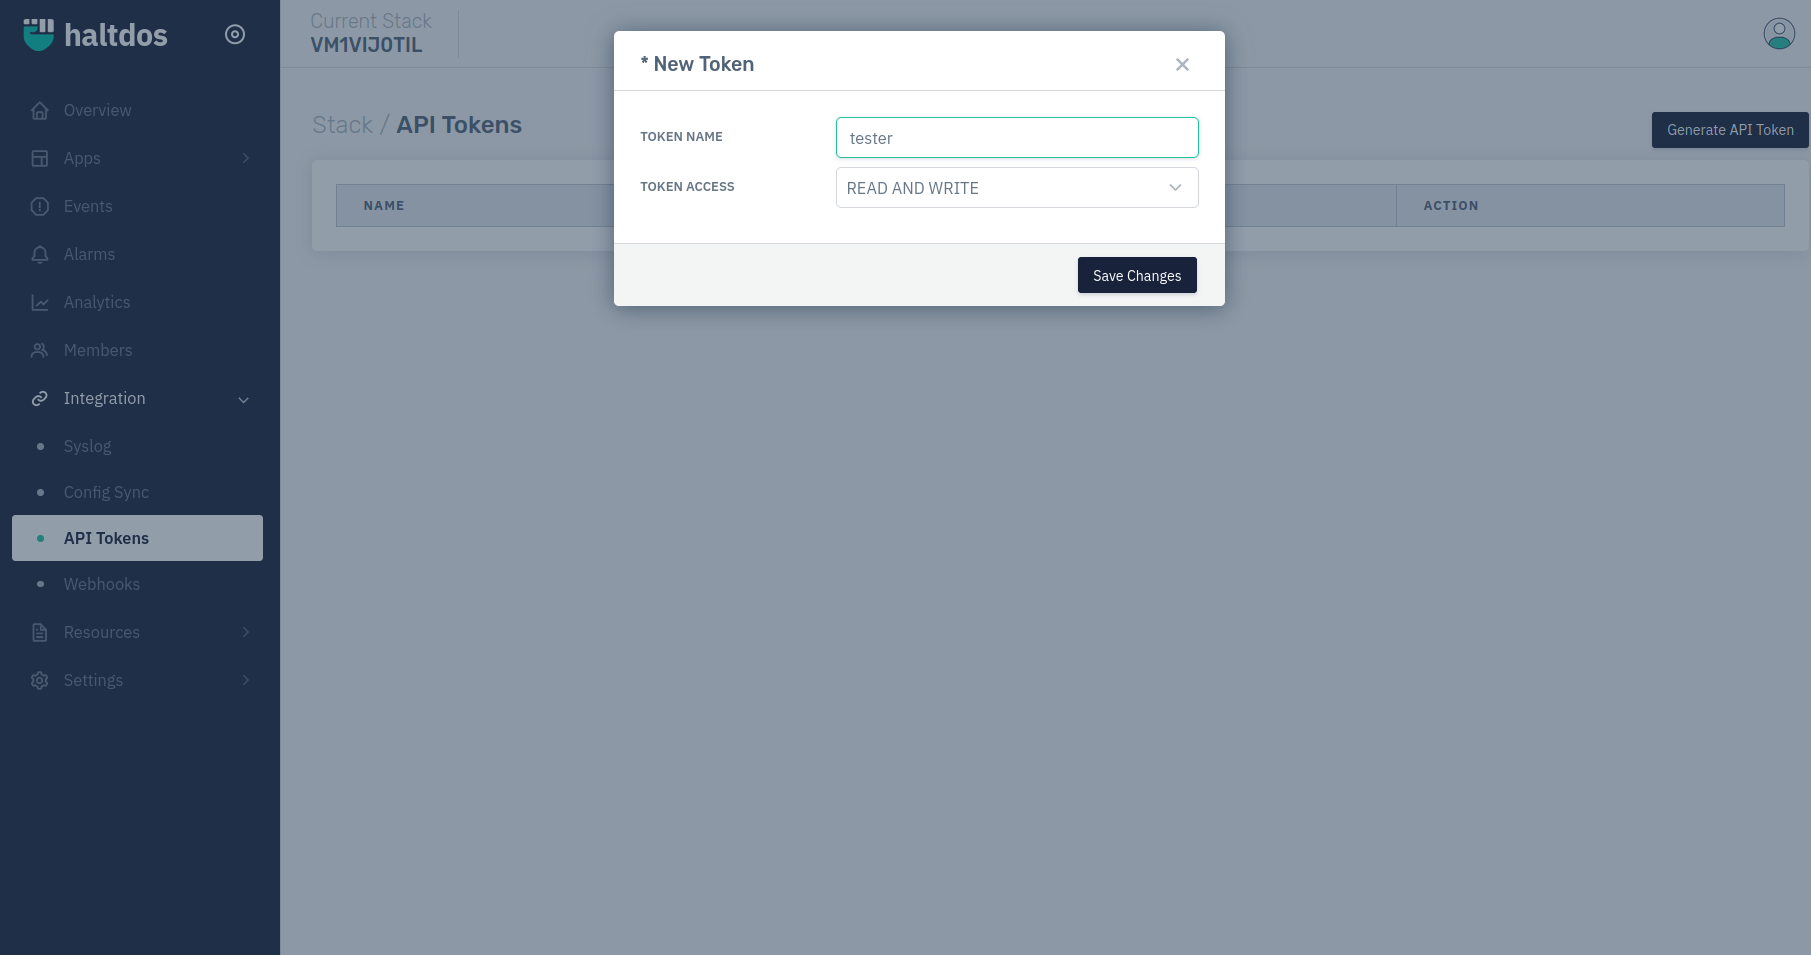 haltdos
Overview
Apps
Events
Alarms
Analytics
Members
Integration
Syslog
Config Sync
API Tokens
Webhooks
Resources
Settings
Current Stack
VM1VIJ0TIL
Stack / API Tokens
Generate API Token
NAME
ACTION
* New Token
TOKEN NAME
tester
TOKEN ACCESS
READ AND WRITE
Save Changes